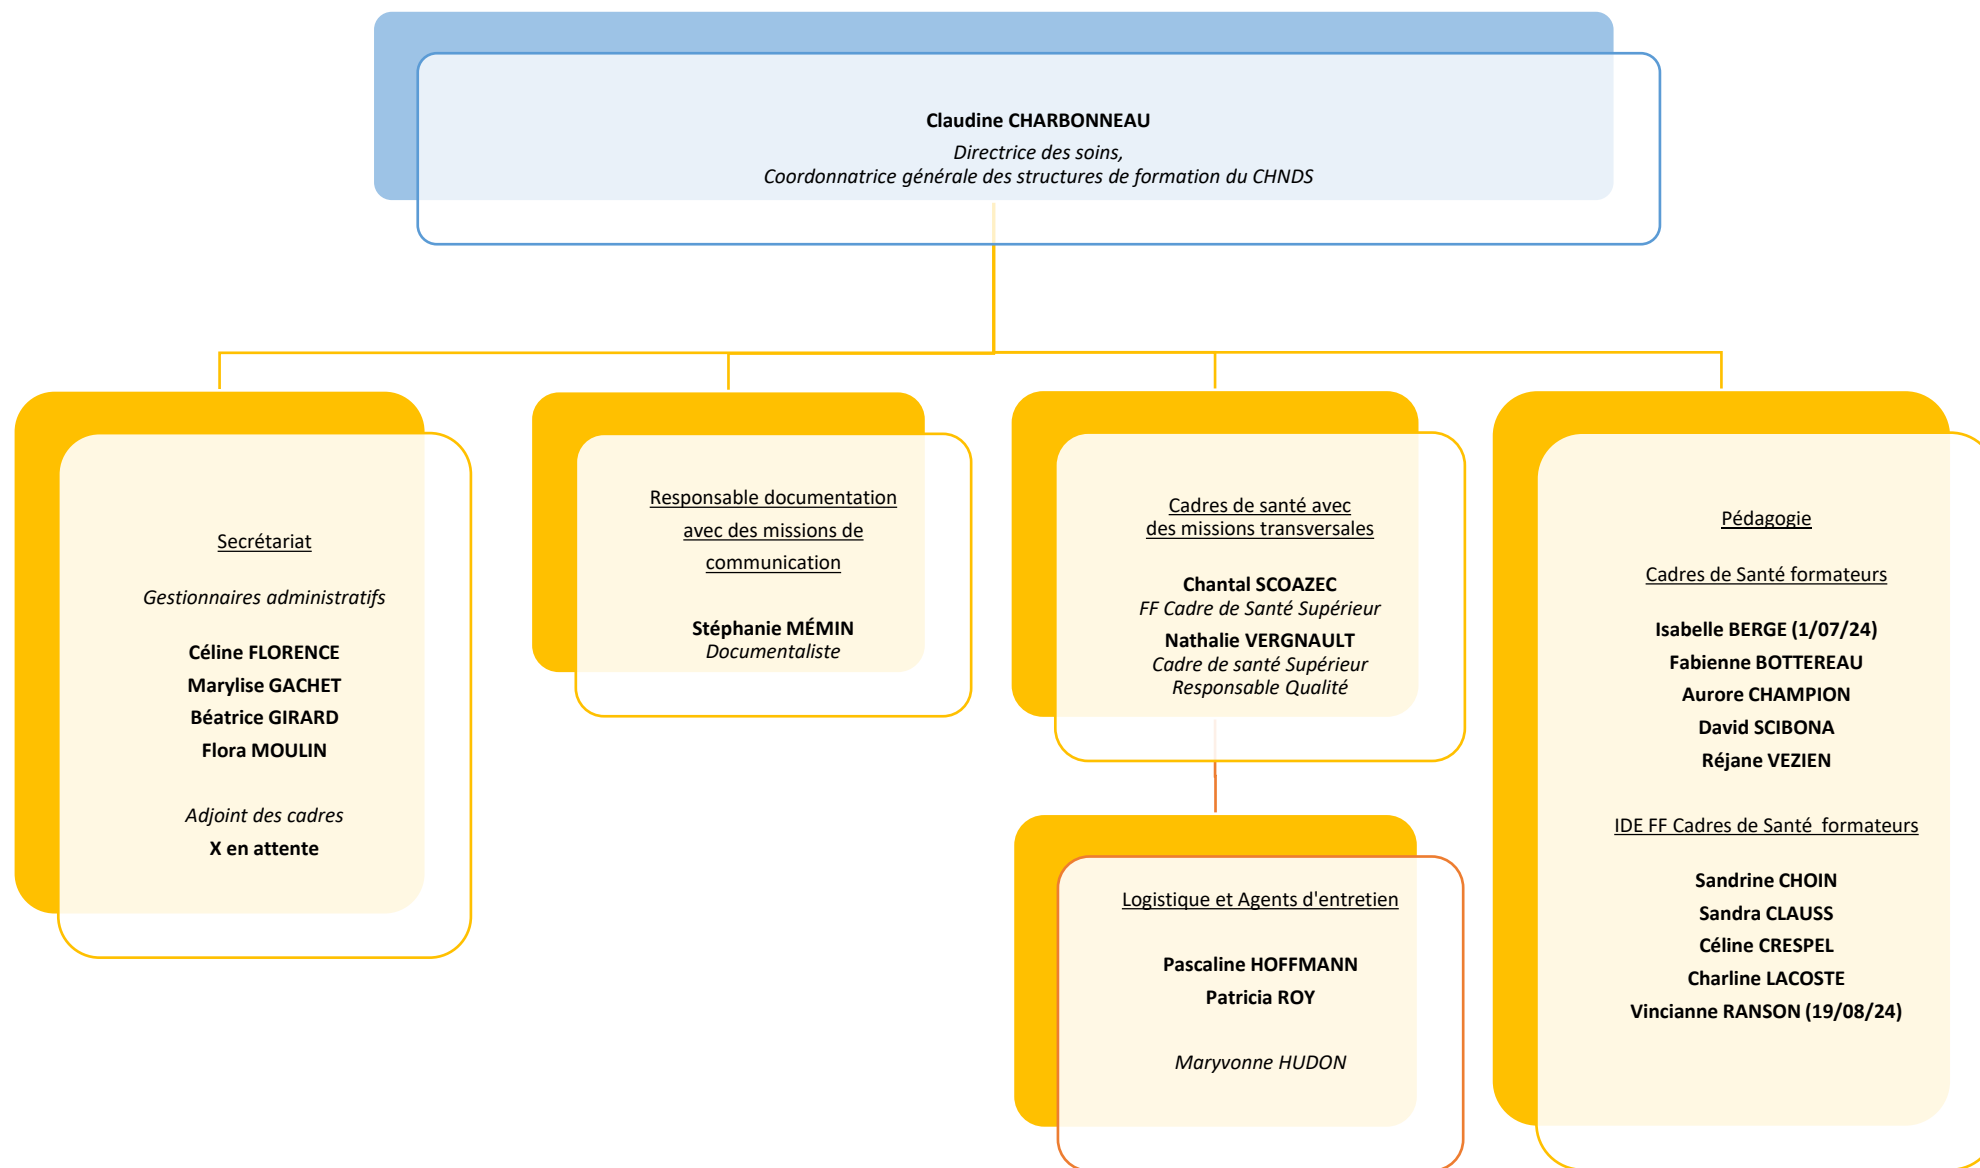 Claudine CHARBONNEAU
Directrice des soins,
Coordonnatrice générale des structures de formation du CHNDS
Secrétariat
Gestionnaires administratifs
Céline FLORENCE
Marylise GACHET
Béatrice GIRARD
Flora MOULIN
Adjoint des cadres
X en attente
Responsable documentation
avec des missions de
communication
Stéphanie MÉMIN
Documentaliste
Cadres de santé avec
des missions transversales
Chantal SCOAZEC
FF Cadre de Santé Supérieur
Nathalie VERGNAULT
Cadre de santé Supérieur
Responsable Qualité
Logistique et Agents d'entretien
Pascaline HOFFMANN
Patricia ROY
Maryvonne HUDON
Pédagogie
Cadres de Santé formateurs
Isabelle BERGE (1/07/24)
Fabienne BOTTEREAU
Aurore CHAMPION
David SCIBONA
Réjane VEZIEN
IDE FF Cadres de Santé  formateurs
Sandrine CHOIN
Sandra CLAUSS
Céline CRESPEL
Charline LACOSTE
Vincianne RANSON (19/08/24)